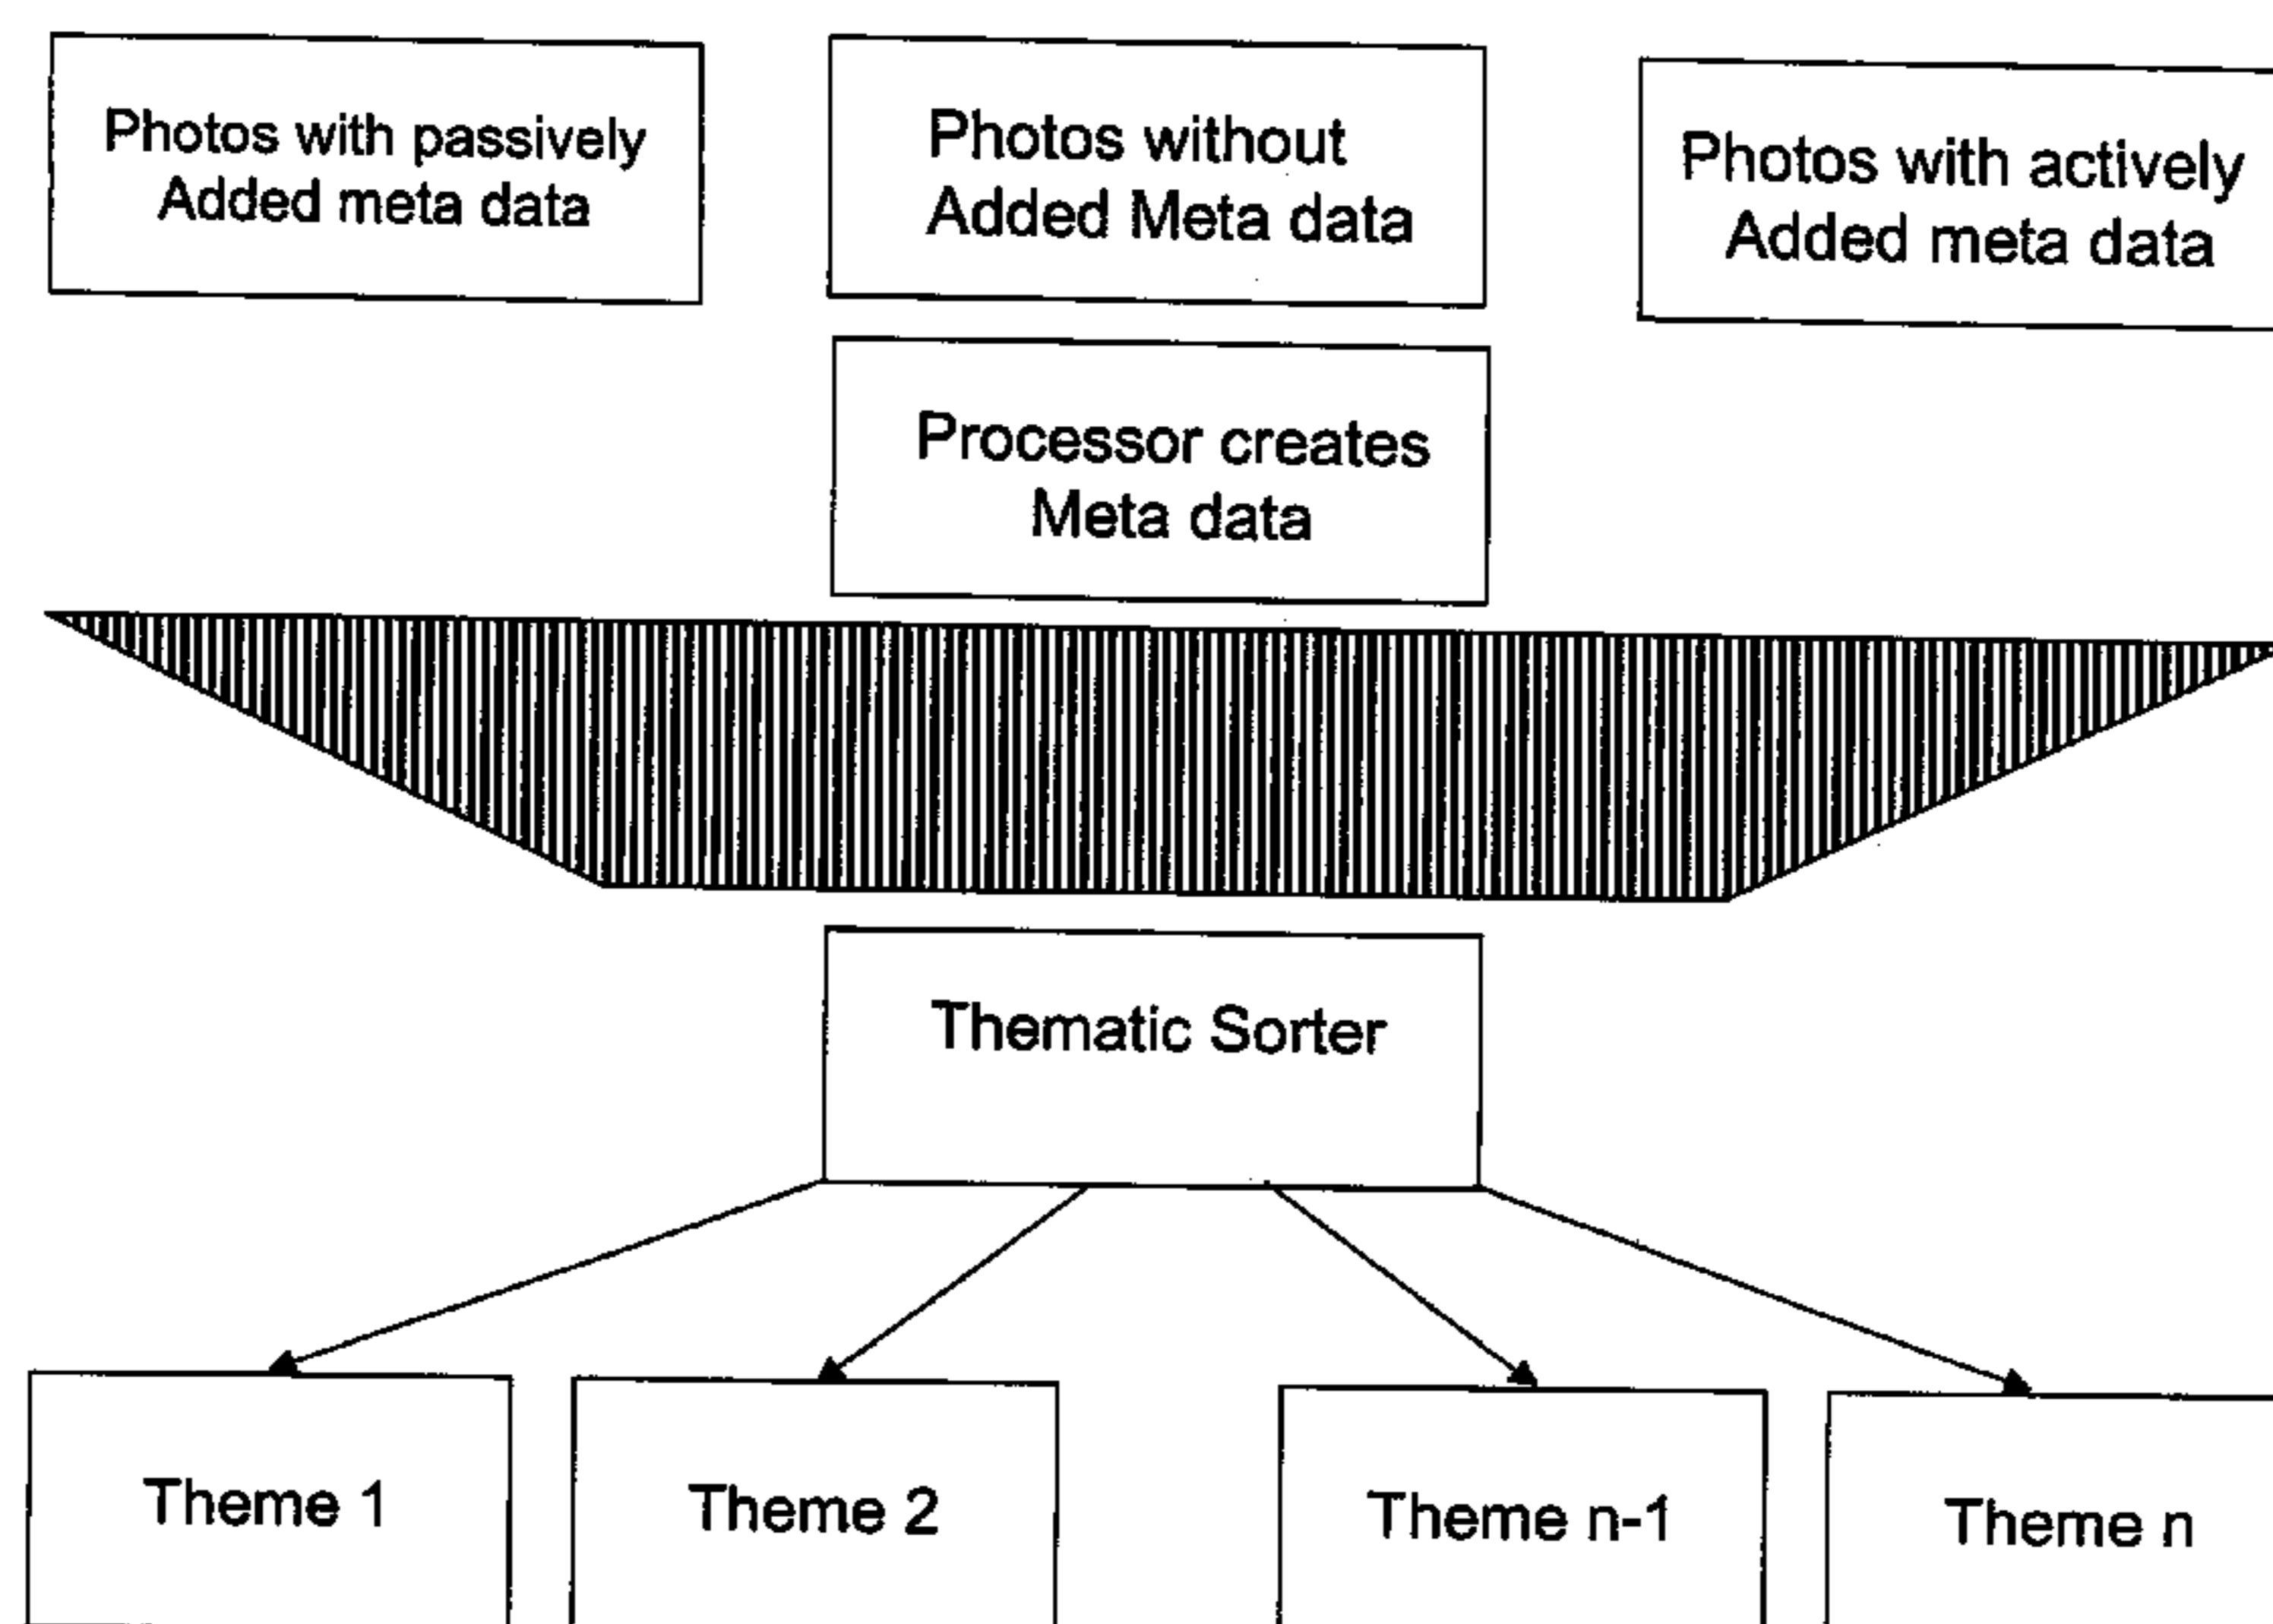 Photos with passively
Added meta data
Photos without
Added Meta data
Photos with actively
Added meta data
Processor creates
Meta data
Thematic Sorter
Theme 1
Theme 2
Theme n-1
Theme n